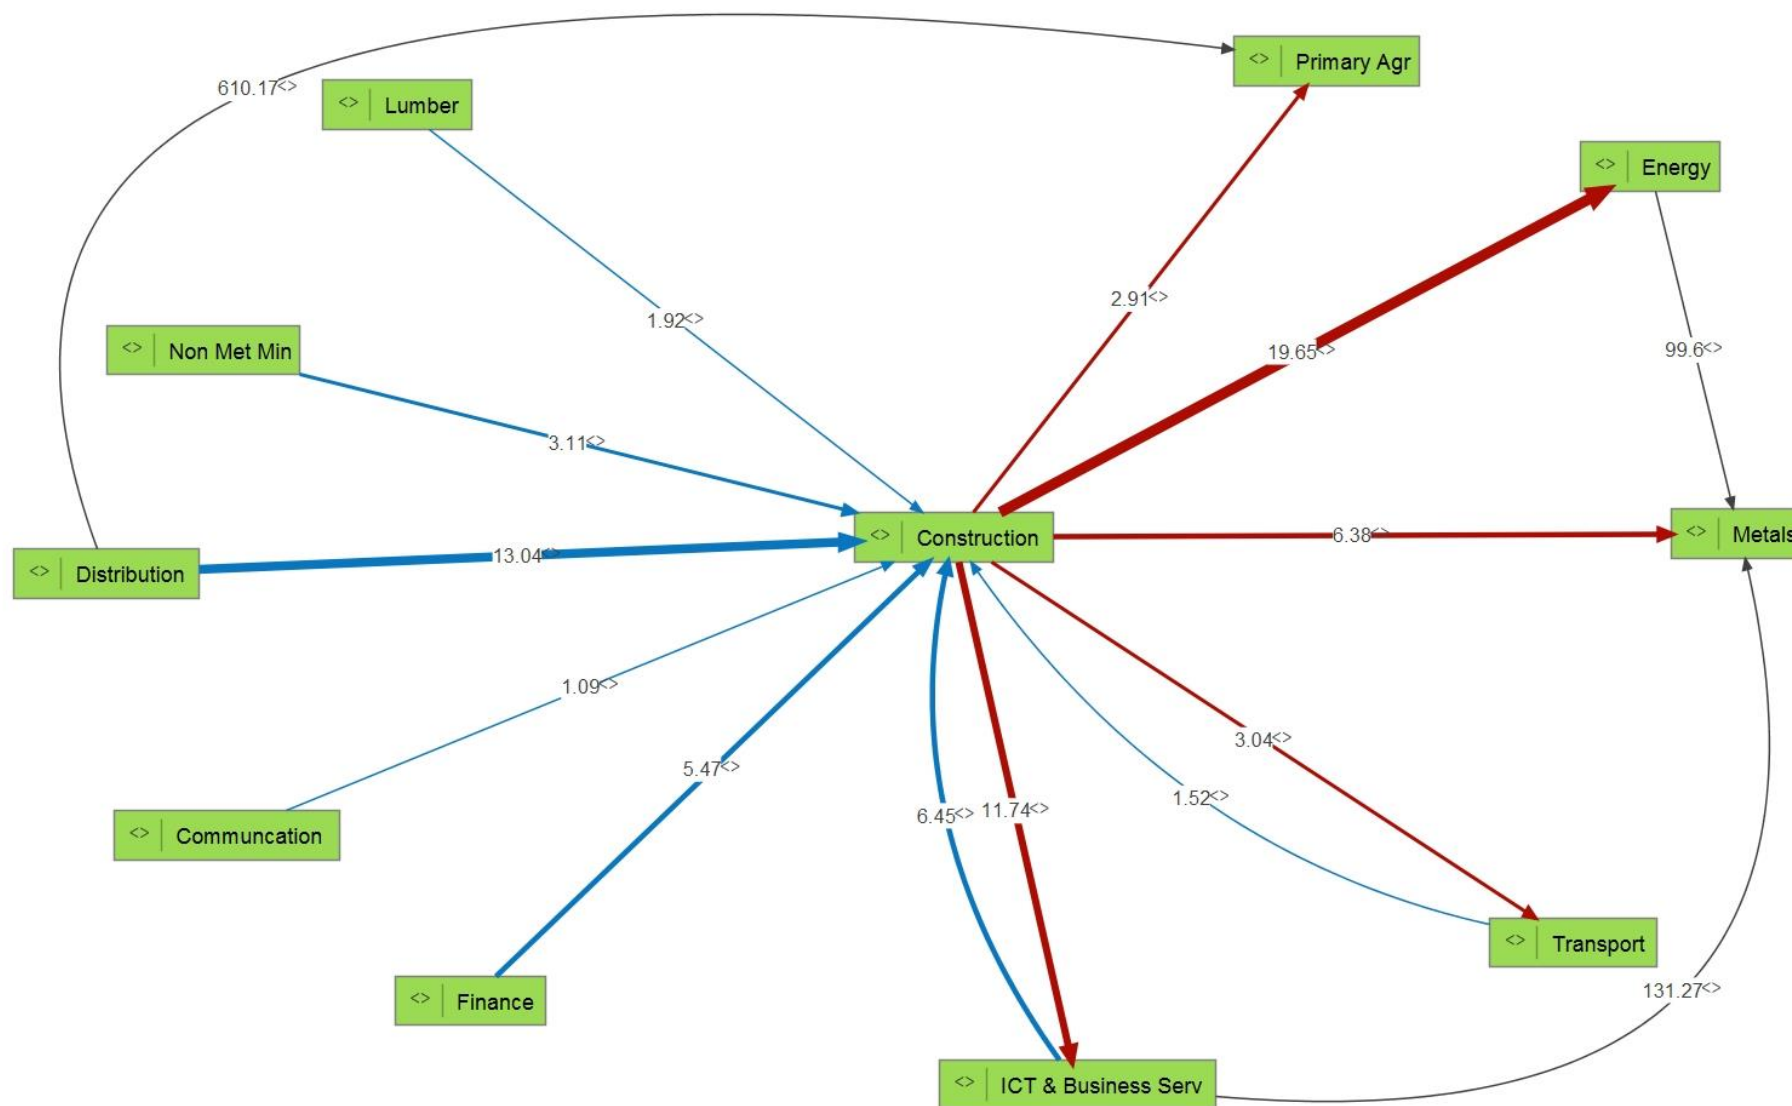 <> Primary Agr
610.17<>
<> Lumber
<> Energy
2.91<>
1.92<>
<> Non Met Min
19.65<>
99.6<>
3.11<>
<> Construction
6.38<>
<> Metals
13.04<>
<> Distribution
1.09<>
3.04<>
5.47<>
1.52<>
6.45<>
11.74<>
<> Communcation
<> Transport
131.27<>
<> Finance
<> ICT & Business Serv